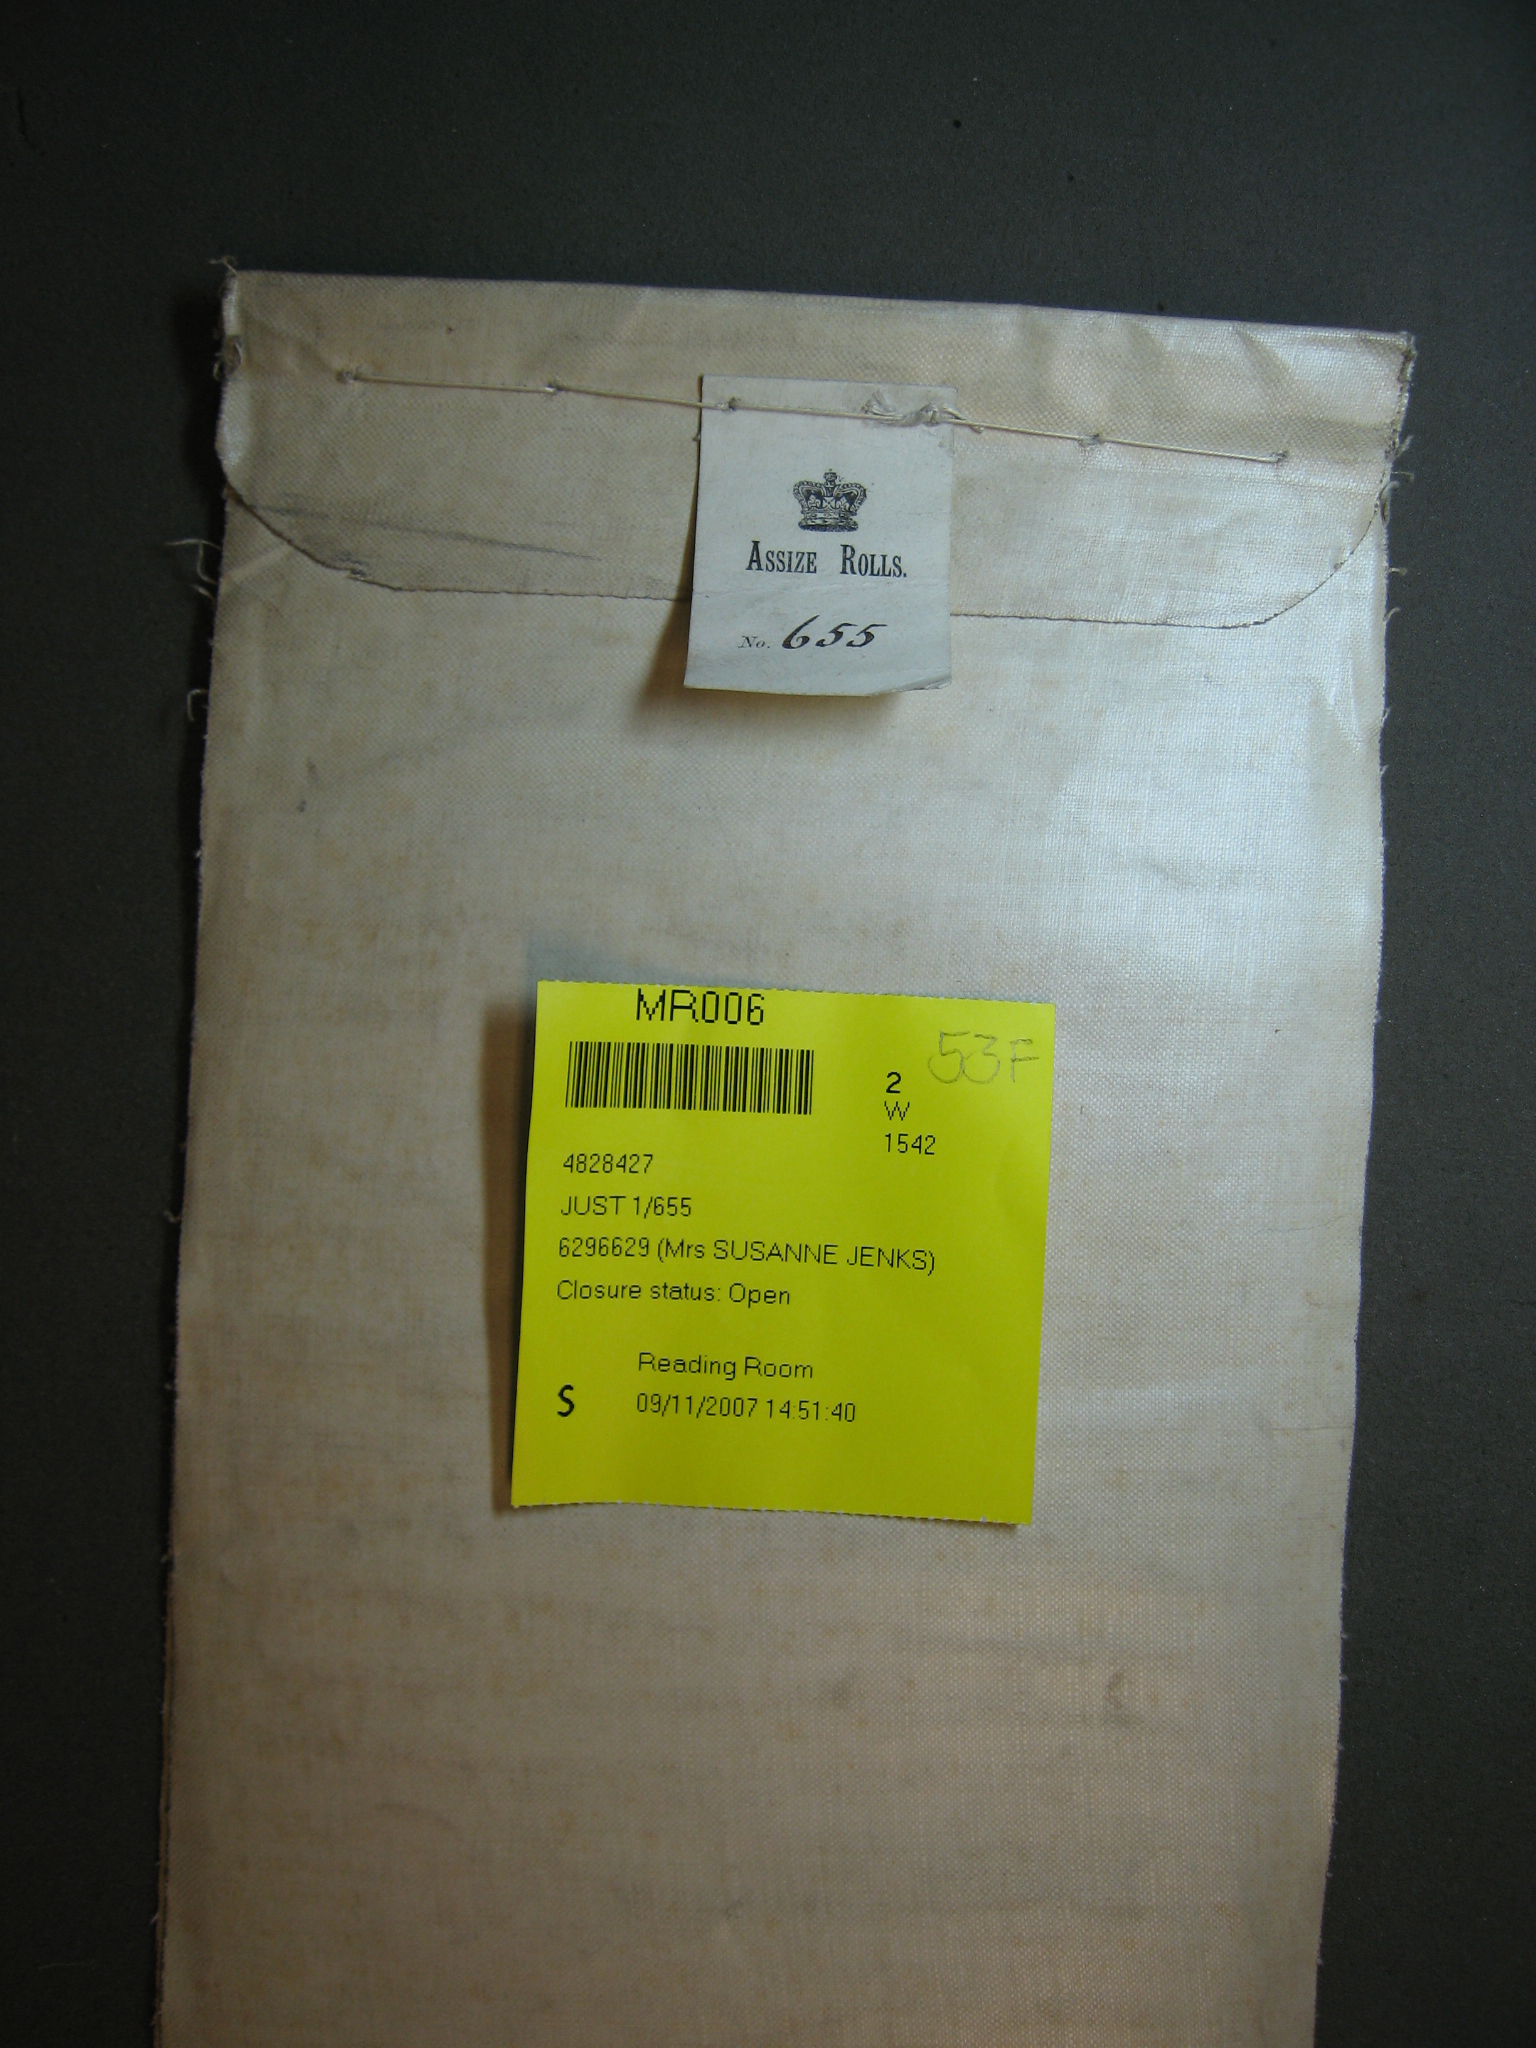 ASSIZE ROLLS.
No. 655
MR006
53F
2
W
1542
4828427
JUST 1/655
6296629 (Mrs SUSANNE JENKS)
Closure status: Open
Reading Room
S 09/11/2007 14:51:40